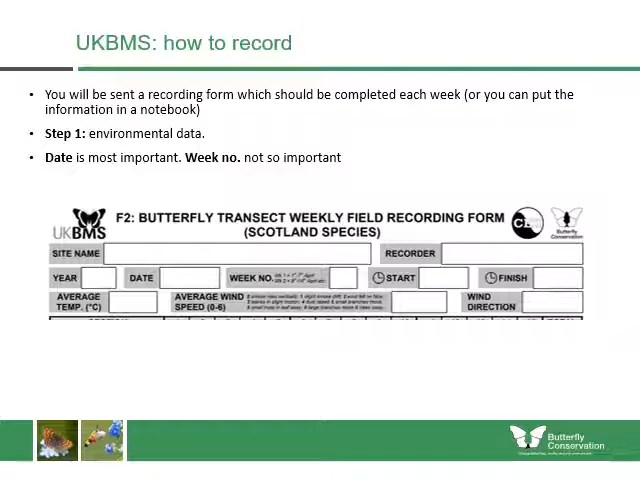 UKBMS: how to record
• You will be sent a recording form which should be completed each week (or you can put the
information in a notebook)
• Step 1: environmental data.
• Date is most important. Week no. not so important
UKBMS
F2: BUTTERFLY TRANSECT WEEKLY FIELD RECORDING FORM
(SCOTLAND SPECIES)
Butterfly
Conservation
SITE NAME RECORDER
YEAR DATE WEEK NO. START FINISH
AVERAGE
TEMP. (°C)
AVERAGE WIND
SPEED (0-6)
WIND
DIRECTION
Butterfly
Conservation